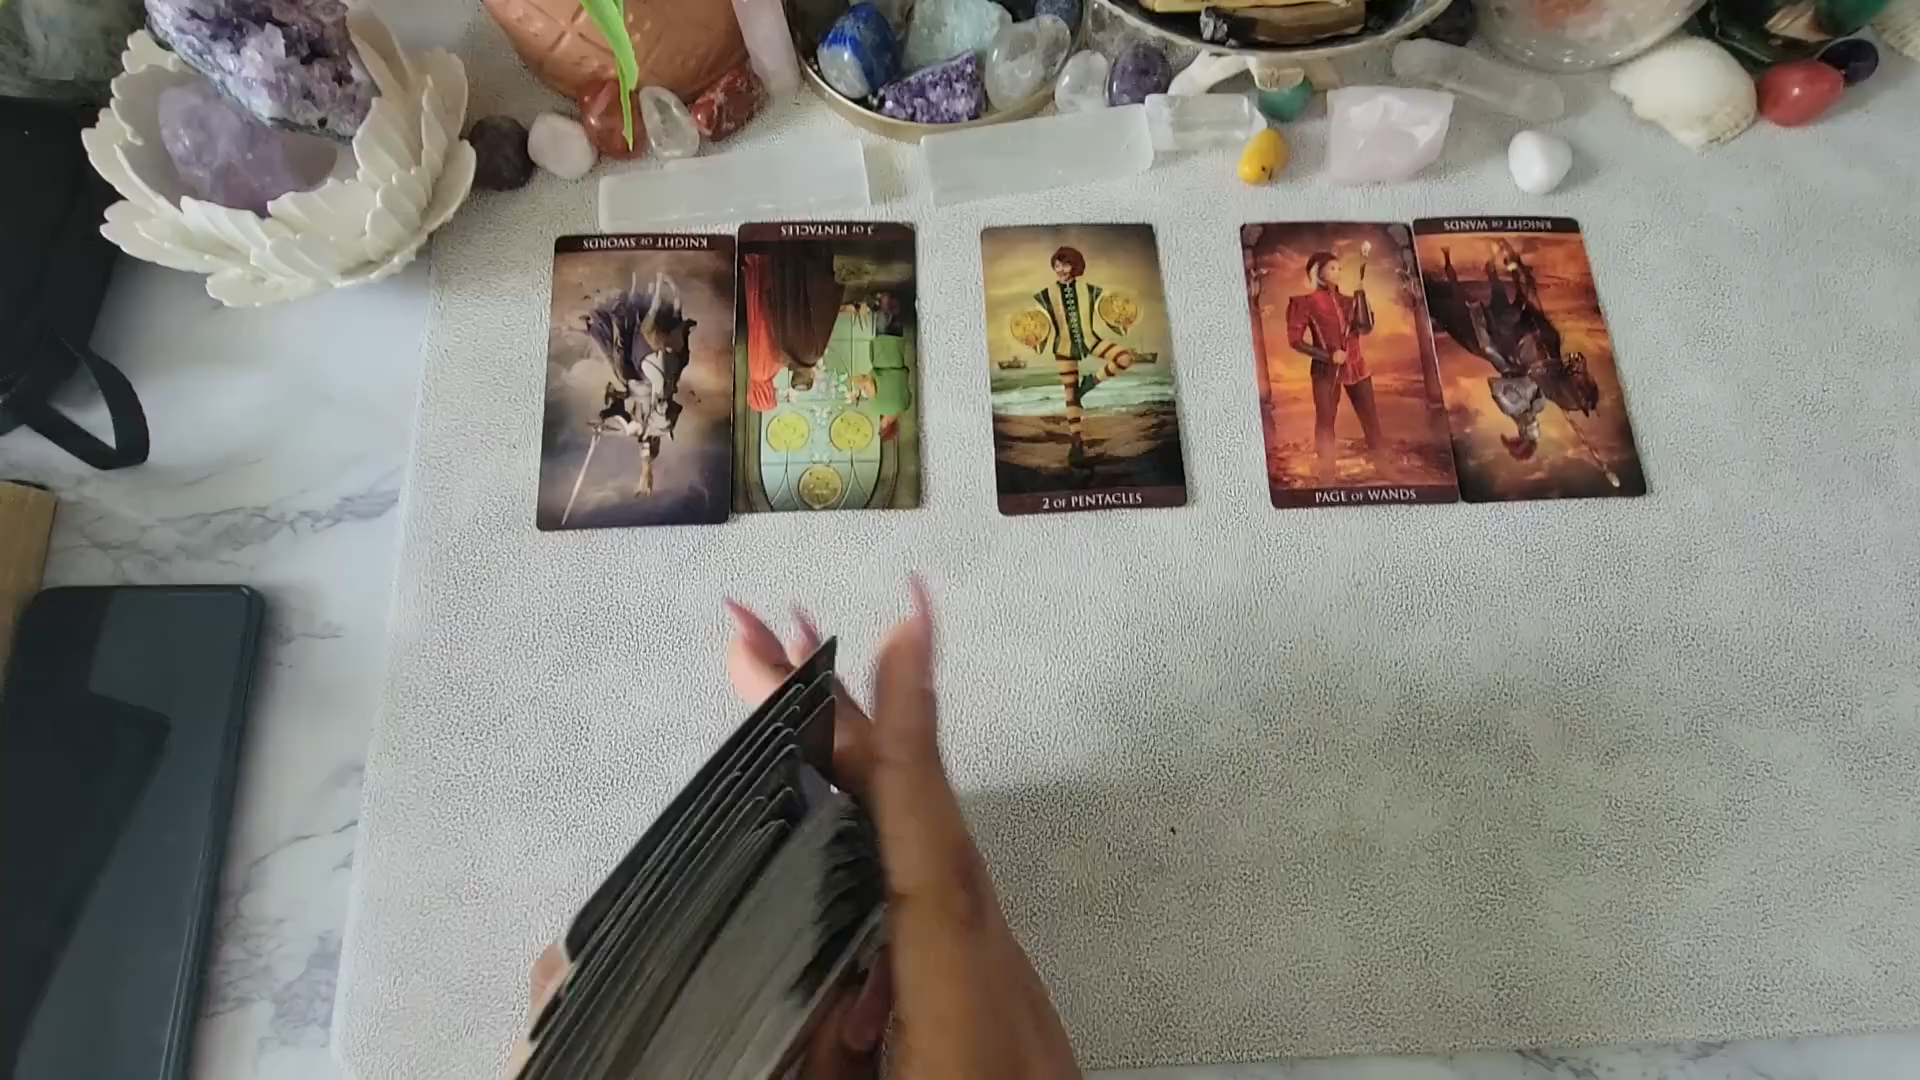 KNIGHT OF SWORDS
3 OF PENTACLES
2 OF PENTACLES
PAGE OF WANDS
KNIGHT OF WANDS